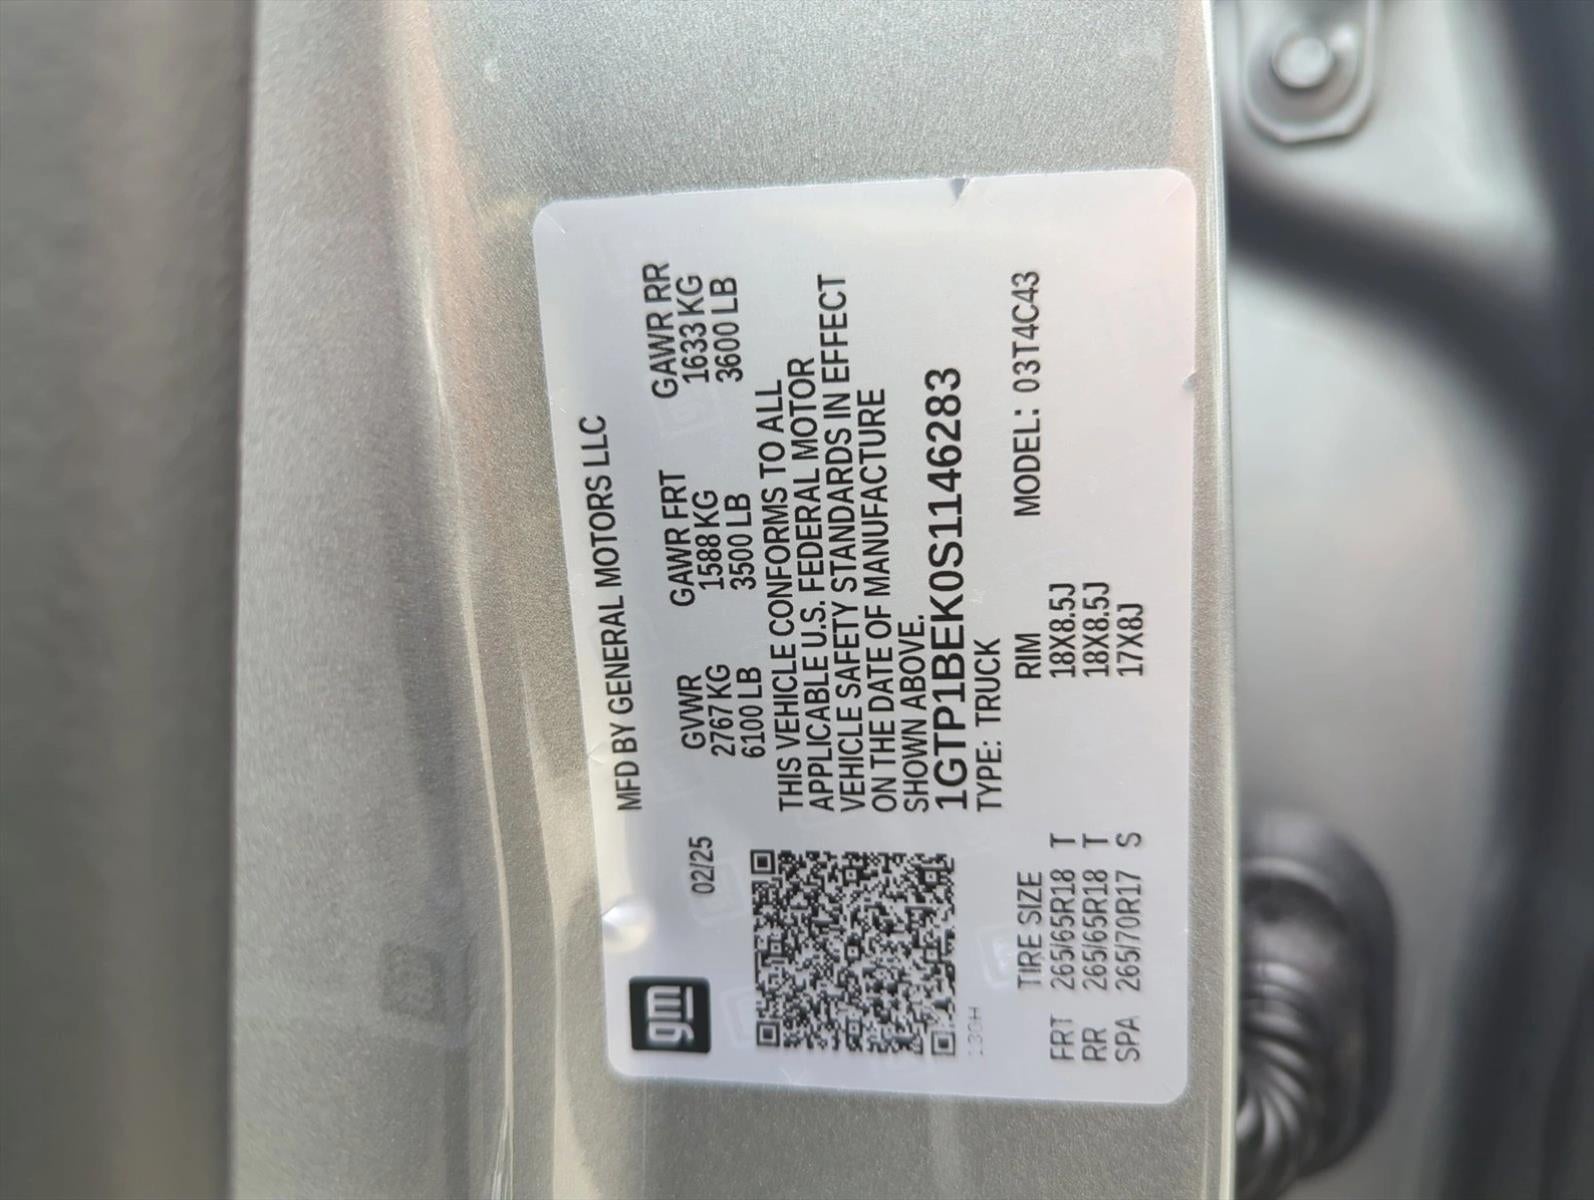 gm
MFD BY GENERAL MOTORS LLC
02/25
GVWR GAWR FRT GAWR RR
2767 KG 1588 KG 1633 KG
6100 LB 3500 LB 3600 LB
THIS VEHICLE CONFORMS TO ALL
APPLICABLE U.S. FEDERAL MOTOR
VEHICLE SAFETY STANDARDS IN EFFECT
ON THE DATE OF MANUFACTURE
SHOWN ABOVE.
1GTP1BEK0S1146283
TYPE: TRUCK
MODEL: 03T4C43
TIRE SIZE RIM
FRT 265/65R18 T 18X8.5J
RR 265/65R18 T 18X8.5J
SPA 265/70R17 S 17X8J